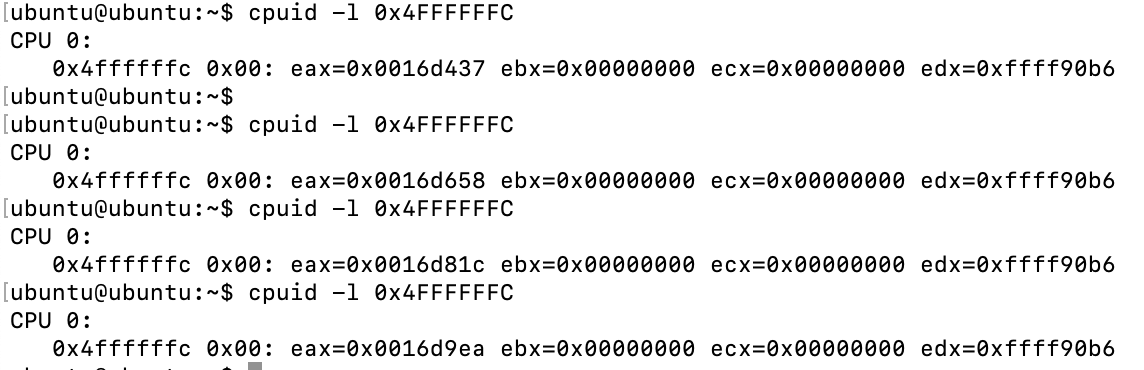 [ubuntu@ubuntu:~$ cpuid -l 0x4FFFFFFC
CPU 0:
   0x4ffffffc 0x00: eax=0x0016d437 ebx=0x00000000 ecx=0x00000000 edx=0xffff90b6
[ubuntu@ubuntu:~$
[ubuntu@ubuntu:~$ cpuid -l 0x4FFFFFFC
CPU 0:
   0x4ffffffc 0x00: eax=0x0016d658 ebx=0x00000000 ecx=0x00000000 edx=0xffff90b6
[ubuntu@ubuntu:~$ cpuid -l 0x4FFFFFFC
CPU 0:
   0x4ffffffc 0x00: eax=0x0016d81c ebx=0x00000000 ecx=0x00000000 edx=0xffff90b6
[ubuntu@ubuntu:~$ cpuid -l 0x4FFFFFFC
CPU 0:
   0x4ffffffc 0x00: eax=0x0016d9ea ebx=0x00000000 ecx=0x00000000 edx=0xffff90b6